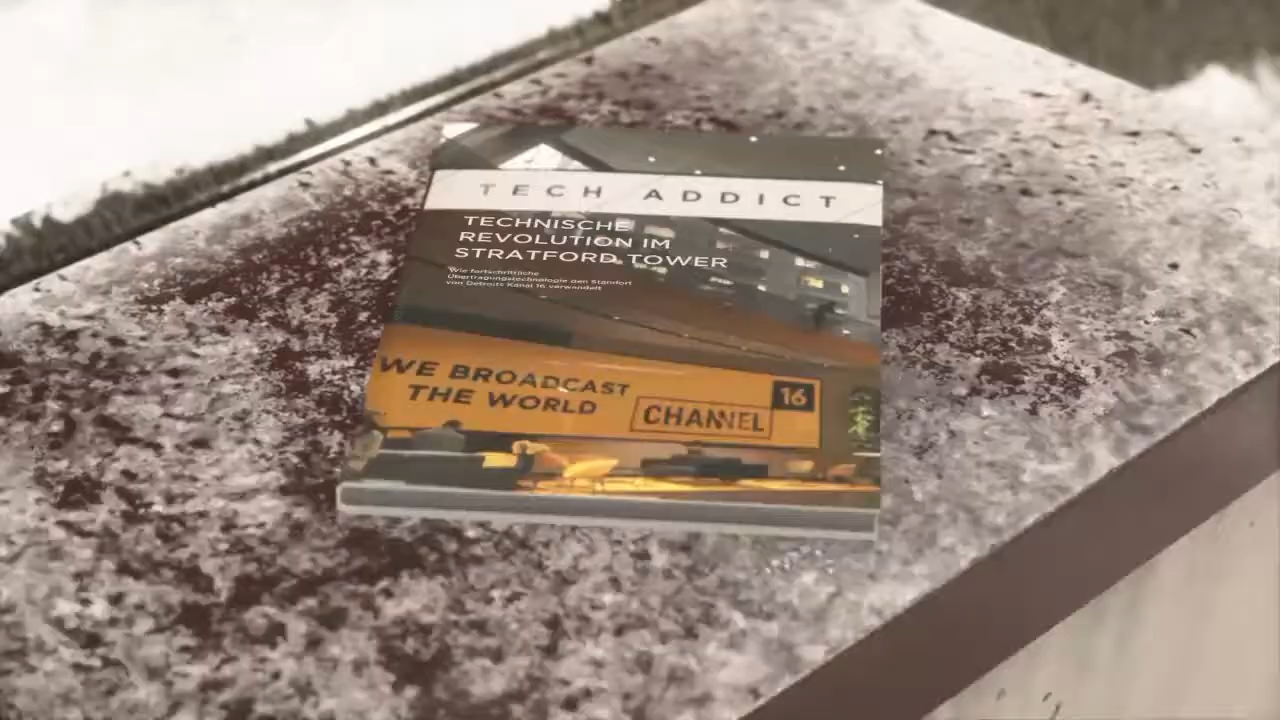 TECH ADDICT
TECHNISCHE
REVOLUTION IM
STRATFORD TOWER
Wie fortschrittliche
Übertragungstechnologie den Standort
von Detroits Kanal 16 verwandelt
WE BROADCAST
THE WORLD
CHANNEL
16